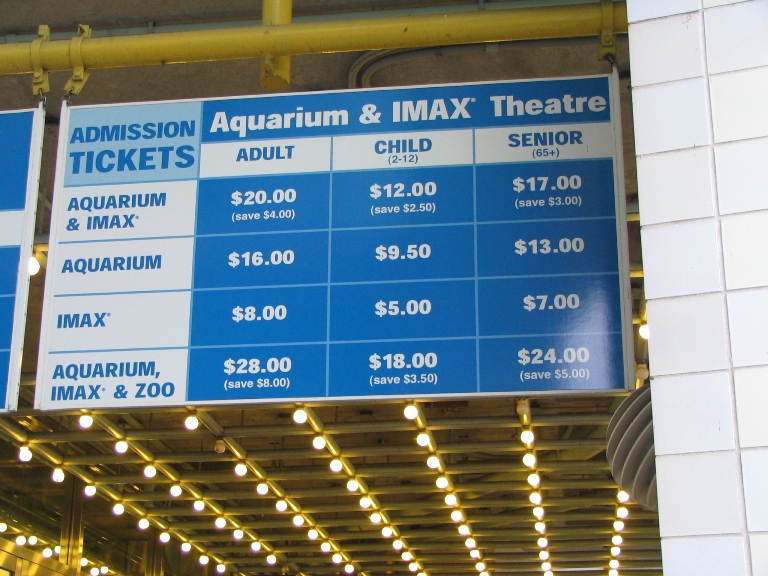 ADMISSION
TICKETS
Aquarium & IMAX® Theatre
ADULT
CHILD
(2-12)
SENIOR
(65+)
AQUARIUM
& IMAX®
$20.00
(save $4.00)
$12.00
(save $2.50)
$17.00
(save $3.00)
AQUARIUM
$16.00
$9.50
$13.00
IMAX®
$8.00
$5.00
$7.00
AQUARIUM,
IMAX® & ZOO
$28.00
(save $8.00)
$18.00
(save $3.50)
$24.00
(save $5.00)